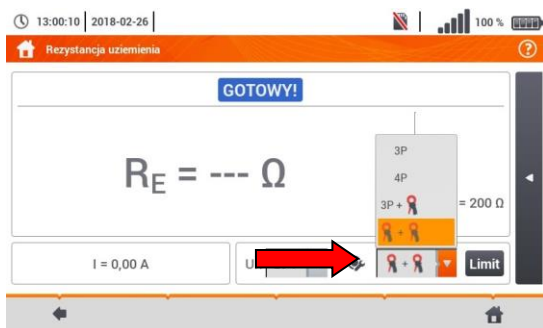 13:00:10 2018-02-26 100 %
Rezystancja uziemienia ?
GOTOWY!
RE = --- Ω
3P
4P
3P +
= 200 Ω
+
I = 0,00 A
U
+
Limit